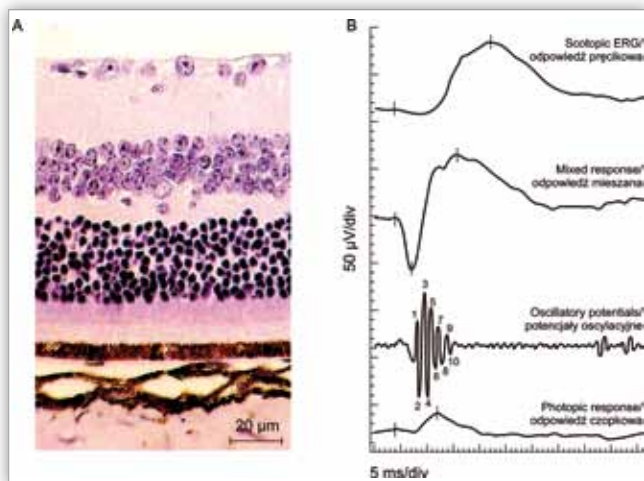 A
20 µm
B
Scotopic ERG/
odpowiedź pręcikowa
Mixed response/
odpowiedź mieszana
Oscillatory potentials/
potencjały oscylacyjne
1
2
3
4
5
6
7
8
9
10
Photopic response/
odpowiedź czopkowa
50 µV/div
5 ms/div